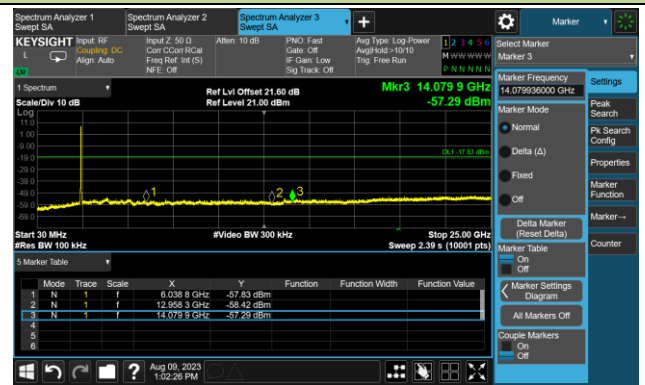 Spectrum Analyzer 1
Swept SA
Spectrum Analyzer 2
Swept SA
Spectrum Analyzer 3
Swept SA
Marker
KEYSIGHT
L
Input: RF
Coupling: DC
Align: Auto
Input Z: 50 Ω
Corr CCorr RCal
Freq Ref: Int (S)
NFE: Off
Atten: 10 dB
PNO: Fast
Gate: Off
IF Gain: Low
Sig Track: Off
Avg Type: Log-Power
Avg|Hold:>10/10
Trig: Free Run
1 2 3 4 5 6
M W W W W W
P N N N N N
Select Marker
Marker 3
1 Spectrum
Scale/Div 10 dB
Log
Ref Lvl Offset 21.60 dB
Ref Level 21.00 dBm
Mkr3 14.079 9 GHz
-57.29 dBm
11.0
1.00
-9.00
-19.0
-29.0
-39.0
-49.0
-59.0
-69.0
DL1 -17.83 dBm
1
2
3
Start 30 MHz
#Res BW 100 kHz
#Video BW 300 kHz
Stop 25.00 GHz
Sweep 2.39 s (10001 pts)
5 Marker Table
Mode Trace Scale X Y Function Function Width Function Value
1 N 1 f 6.038 8 GHz -57.83 dBm
2 N 1 f 12.958 3 GHz -58.42 dBm
3 N 1 f 14.079 9 GHz -57.29 dBm
4
5
6
Marker Frequency
14.079936000 GHz
Marker Mode
Normal
Delta (Δ)
Fixed
Off
Delta Marker
(Reset Delta)
Marker Table
On
Off
Marker Settings
Diagram
All Markers Off
Couple Markers
On
Off
Settings
Peak
Search
Pk Search
Config
Properties
Marker
Function
Marker→
Counter
?
Aug 09, 2023
1:02:26 PM